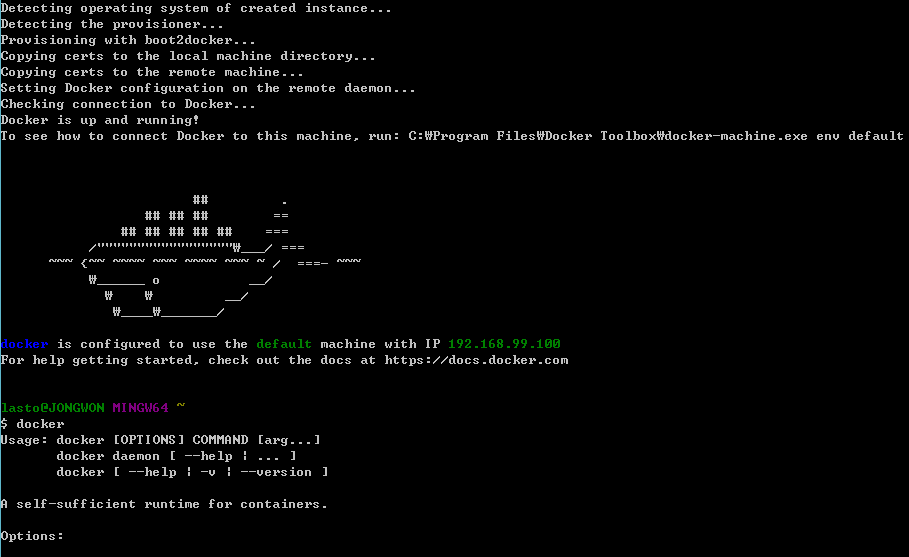 Detecting operating system of created instance...
Detecting the provisioner...
Provisioning with boot2docker...
Copying certs to the local machine directory...
Copying certs to the remote machine...
Setting Docker configuration on the remote daemon...
Checking connection to Docker...
Docker is up and running!
To see how to connect Docker to this machine, run: C:₩Program Files₩Docker Toolbox₩docker-machine.exe env default
                        ##         .
                  ## ## ##        ==
               ## ## ## ## ##    ===
           /"""""""""""""""""₩___/ ===
      ~~~ {~~ ~~~~ ~~~ ~~~~ ~~~ ~ /  ===- ~~~
           ₩______ o           __/
             ₩    ₩         __/
              ₩____₩_______/
docker is configured to use the default machine with IP 192.168.99.100
For help getting started, check out the docs at https://docs.docker.com
lasto@JONGWON MINGW64 ~
$ docker
Usage: docker [OPTIONS] COMMAND [arg...]
       docker daemon [ --help | ... ]
       docker [ --help | -v | --version ]
A self-sufficient runtime for containers.
Options: